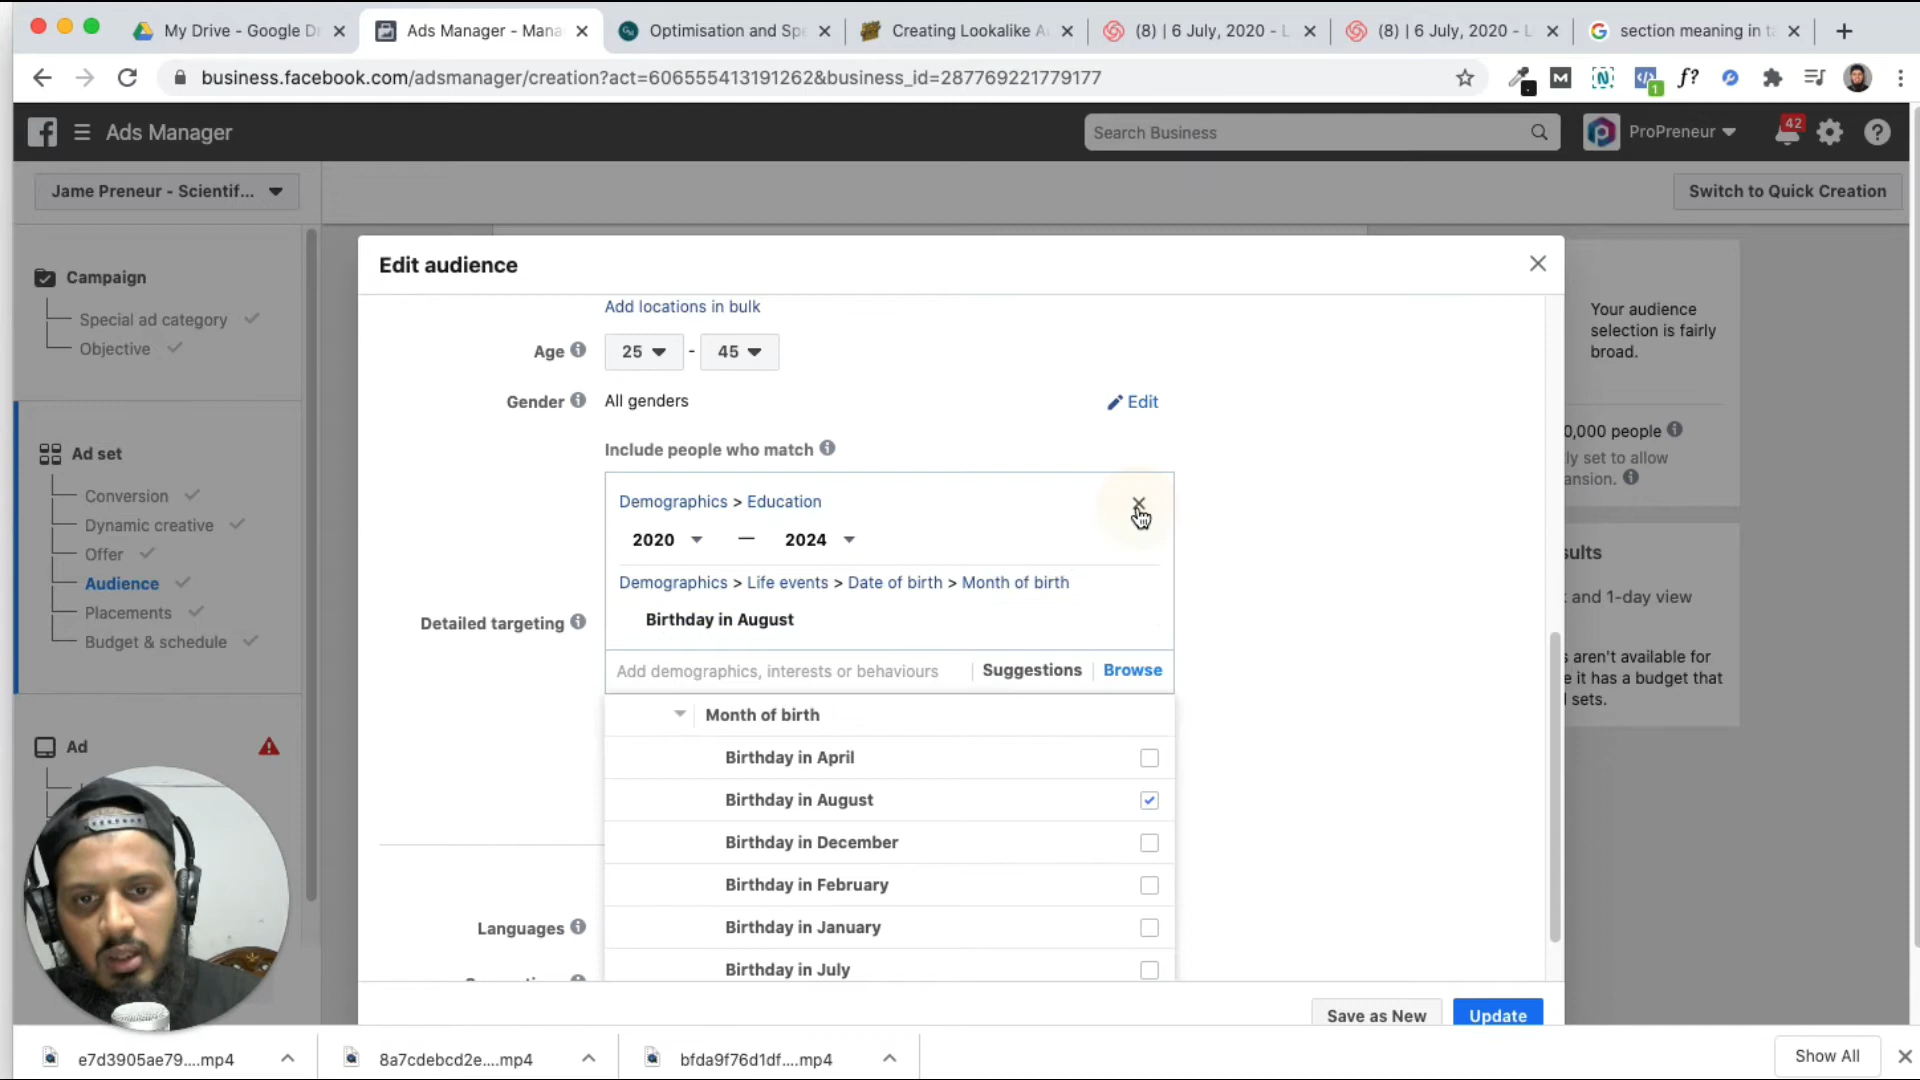 My Drive - Google Dr
Ads Manager - Mana
Optimisation and Spe
Creating Lookalike A
(8) | 6 July, 2020 - L
(8) | 6 July, 2020 - L
section meaning in ta
business.facebook.com/adsmanager/creation?act=606555413191262&business_id=287769221779177
Ads Manager
Search Business
ProPreneur
42
Jame Preneur - Scientif...
Switch to Quick Creation
Campaign
Special ad category
Objective
Ad set
Conversion
Dynamic creative
Offer
Audience
Placements
Budget & schedule
Ad
Edit audience
Add locations in bulk
Age
25
-
45
Gender
All genders
Edit
Include people who match
Demographics > Education
2020 — 2024
Demographics > Life events > Date of birth > Month of birth
Birthday in August
Detailed targeting
Add demographics, interests or behaviours
Suggestions
Browse
Month of birth
Birthday in April
Birthday in August
Birthday in December
Birthday in February
Birthday in January
Birthday in July
Languages
Save as New
Update
Your audience
selection is fairly
broad.
0,000 people
ly set to allow
ansion.
sults
and 1-day view
s aren't available for
e it has a budget that
sets.
e7d3905ae79....mp4
8a7cdebcd2e....mp4
bfda9f76d1df....mp4
Show All